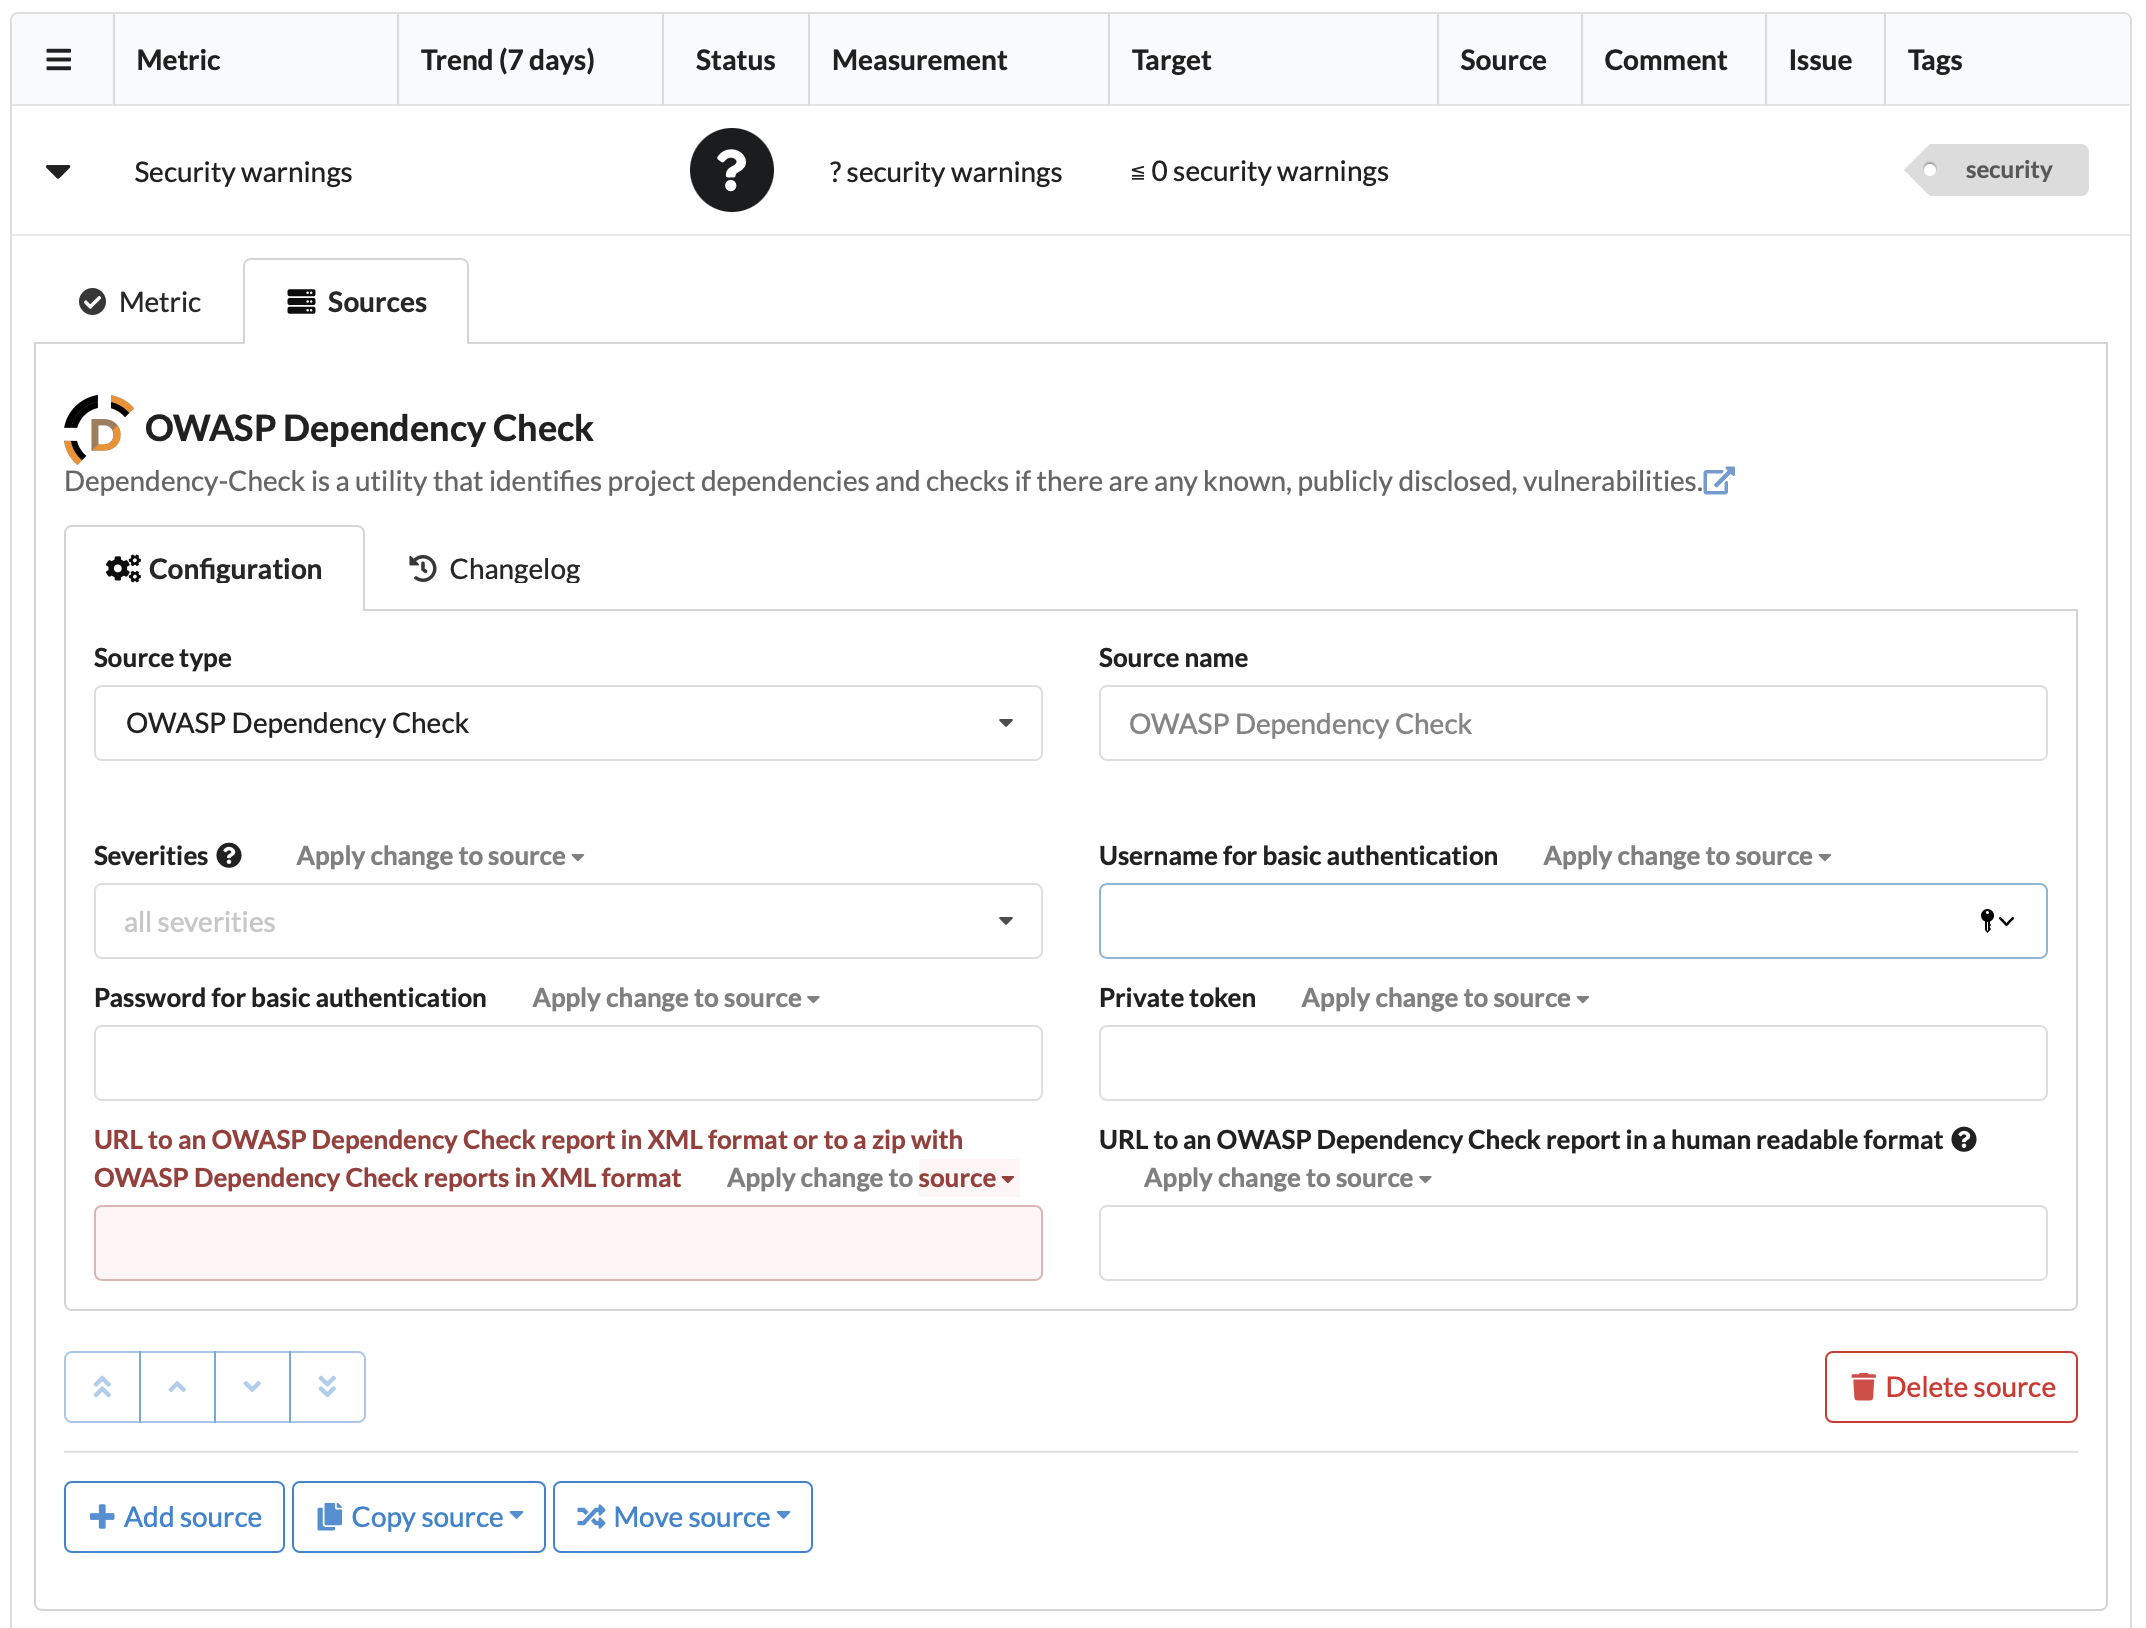 Metric Trend (7 days) Status Measurement Target Source Comment Issue Tags
Security warnings ? ? security warnings ≦ 0 security warnings security
Metric Sources
D OWASP Dependency Check
Dependency-Check is a utility that identifies project dependencies and checks if there are any known, publicly disclosed, vulnerabilities.
Configuration Changelog
Source type Source name
OWASP Dependency Check OWASP Dependency Check
Severities ? Apply change to source Username for basic authentication Apply change to source
all severities
Password for basic authentication Apply change to source Private token Apply change to source
URL to an OWASP Dependency Check report in XML format or to a zip with
OWASP Dependency Check reports in XML format Apply change to source
URL to an OWASP Dependency Check report in a human readable format ?
Apply change to source
Delete source
Add source Copy source Move source